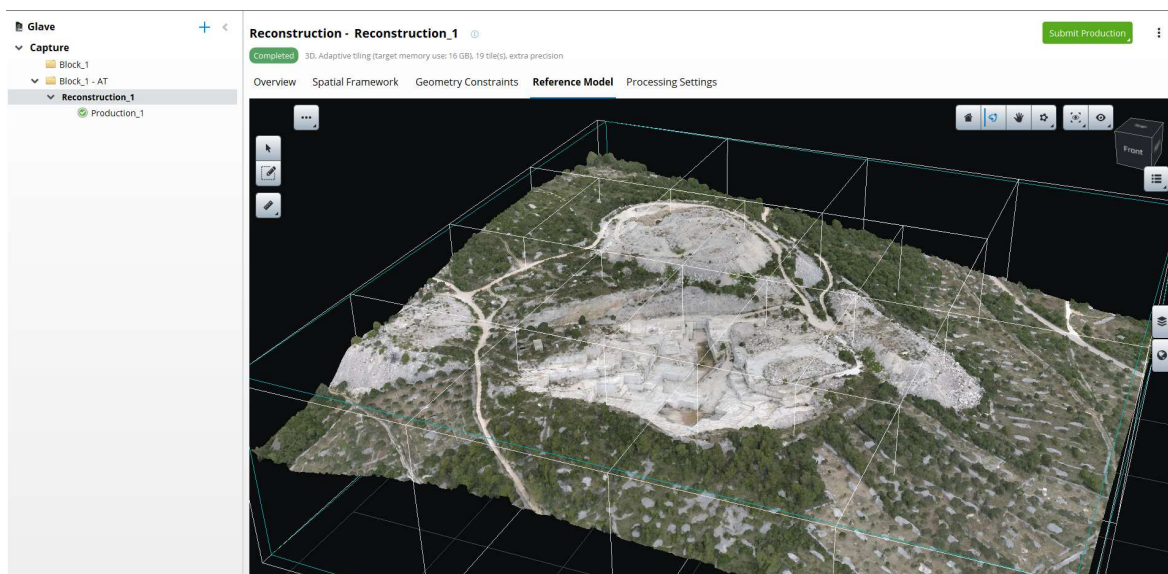 Glave
Capture
Block_1
Block_1 - AT
Reconstruction_1
Production_1
Reconstruction - Reconstruction_1
Submit Production
Completed
3D, Adaptive tiling (target memory use: 16 GB), 19 tile(s), extra precision
Overview
Spatial Framework
Geometry Constraints
Reference Model
Processing Settings
Front